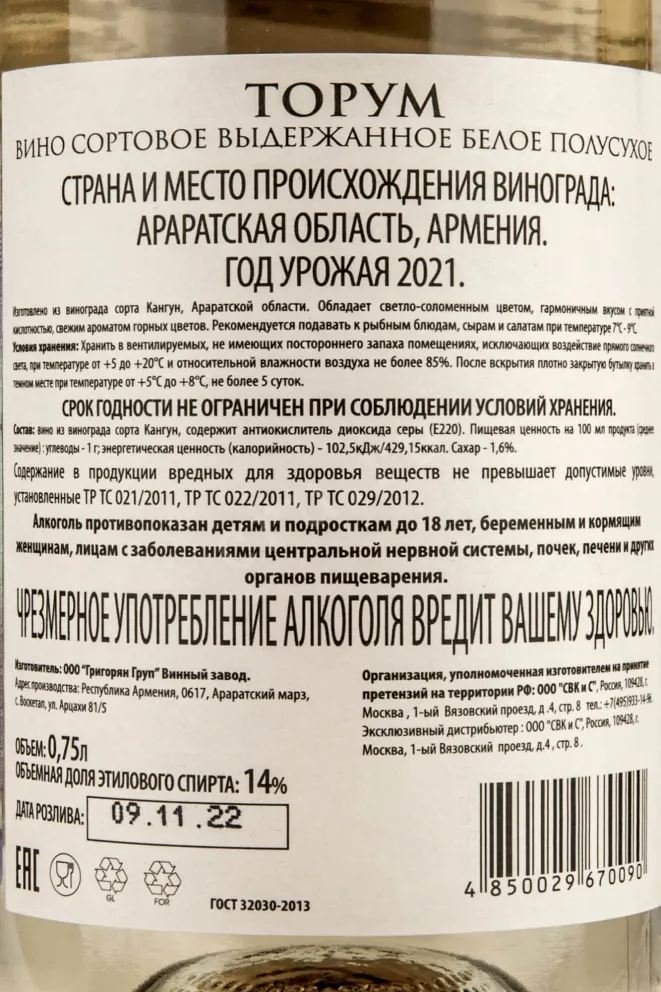 ТОРУМ
ВИНО СОРТОВОЕ ВЫДЕРЖАННОЕ БЕЛОЕ ПОЛУСУХОЕ
СТРАНА И МЕСТО ПРОИСХОЖДЕНИЯ ВИНОГРАДА:
АРАРАТСКАЯ ОБЛАСТЬ, АРМЕНИЯ.
ГОД УРОЖАЯ 2021.
Изготовлено из винограда сорта Кангун, Араратской области. Обладает светло-соломенным цветом, гармоничным вкусом с приятной
кислотностью, свежим ароматом горных цветов. Рекомендуется подавать к рыбным блюдам, сырам и салатам при температуре 7°С - 9°С.
Условия хранения: Хранить в вентилируемых, не имеющих постороннего запаха помещениях, исключающих воздействие прямого солнечного
света, при температуре от +5 до +20°С и относительной влажности воздуха не более 85%. После вскрытия плотно закрытую бутылку хранить в
темном месте при температуре от +5°С до +8°С, не более 5 суток.
СРОК ГОДНОСТИ НЕ ОГРАНИЧЕН ПРИ СОБЛЮДЕНИИ УСЛОВИЙ ХРАНЕНИЯ.
Состав: вино из винограда сорта Кангун, содержит антиокислитель диоксида серы (Е220). Пищевая ценность на 100 мл продукта (среднее
значение) : углеводы - 1 г; энергетическая ценность (калорийность) - 102,5кДж/429,15ккал. Сахар - 1,6%.
Содержание в продукции вредных для здоровья веществ не превышает допустимые уровни,
установленные ТР ТС 021/2011, ТР ТС 022/2011, ТР ТС 029/2012.
Алкоголь противопоказан детям и подросткам до 18 лет, беременным и кормящим
женщинам, лицам с заболеваниями центральной нервной системы, почек, печени и других
органов пищеварения.
ЧРЕЗМЕРНОЕ УПОТРЕБЛЕНИЕ АЛКОГОЛЯ ВРЕДИТ ВАШЕМУ ЗДОРОВЬЮ.
Изготовитель: ООО "Григорян Груп" Винный завод.
Адрес производства: Республика Армения, 0617, Араратский марз,
с. Воскетап, ул. Арцахи 81/5
Организация, уполномоченная изготовителем на принятие
претензий на территории РФ: ООО "СВК и С", Россия, 109428, г.
Москва , 1-ый Вязовский проезд, д .4, стр. 8 тел.: +7(495)933-14-96.
Эксклюзивный дистрибьютер : ООО "СВК и С", Россия, 109428, г.
Москва, 1-ый Вязовский проезд, д.4 , стр. 8 .
ОБЪЕМ: 0,75л
ОБЪЕМНАЯ ДОЛЯ ЭТИЛОВОГО СПИРТА: 14%
ДАТА РОЗЛИВА: 09.11.22
ЕАС
GL
FOR
ГОСТ 32030-2013
4 850029 670090